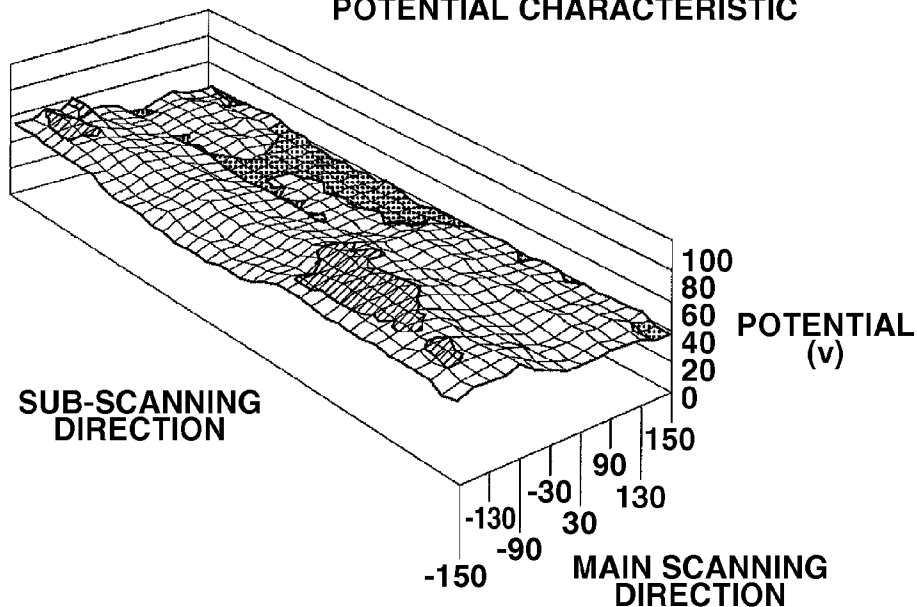 POTENTIAL CHARACTERISTIC
100
80
60
40
20
0
POTENTIAL
(v)
SUB-SCANNING
DIRECTION
150
130
90
30
-30
-90
-130
-150
MAIN SCANNING
DIRECTION